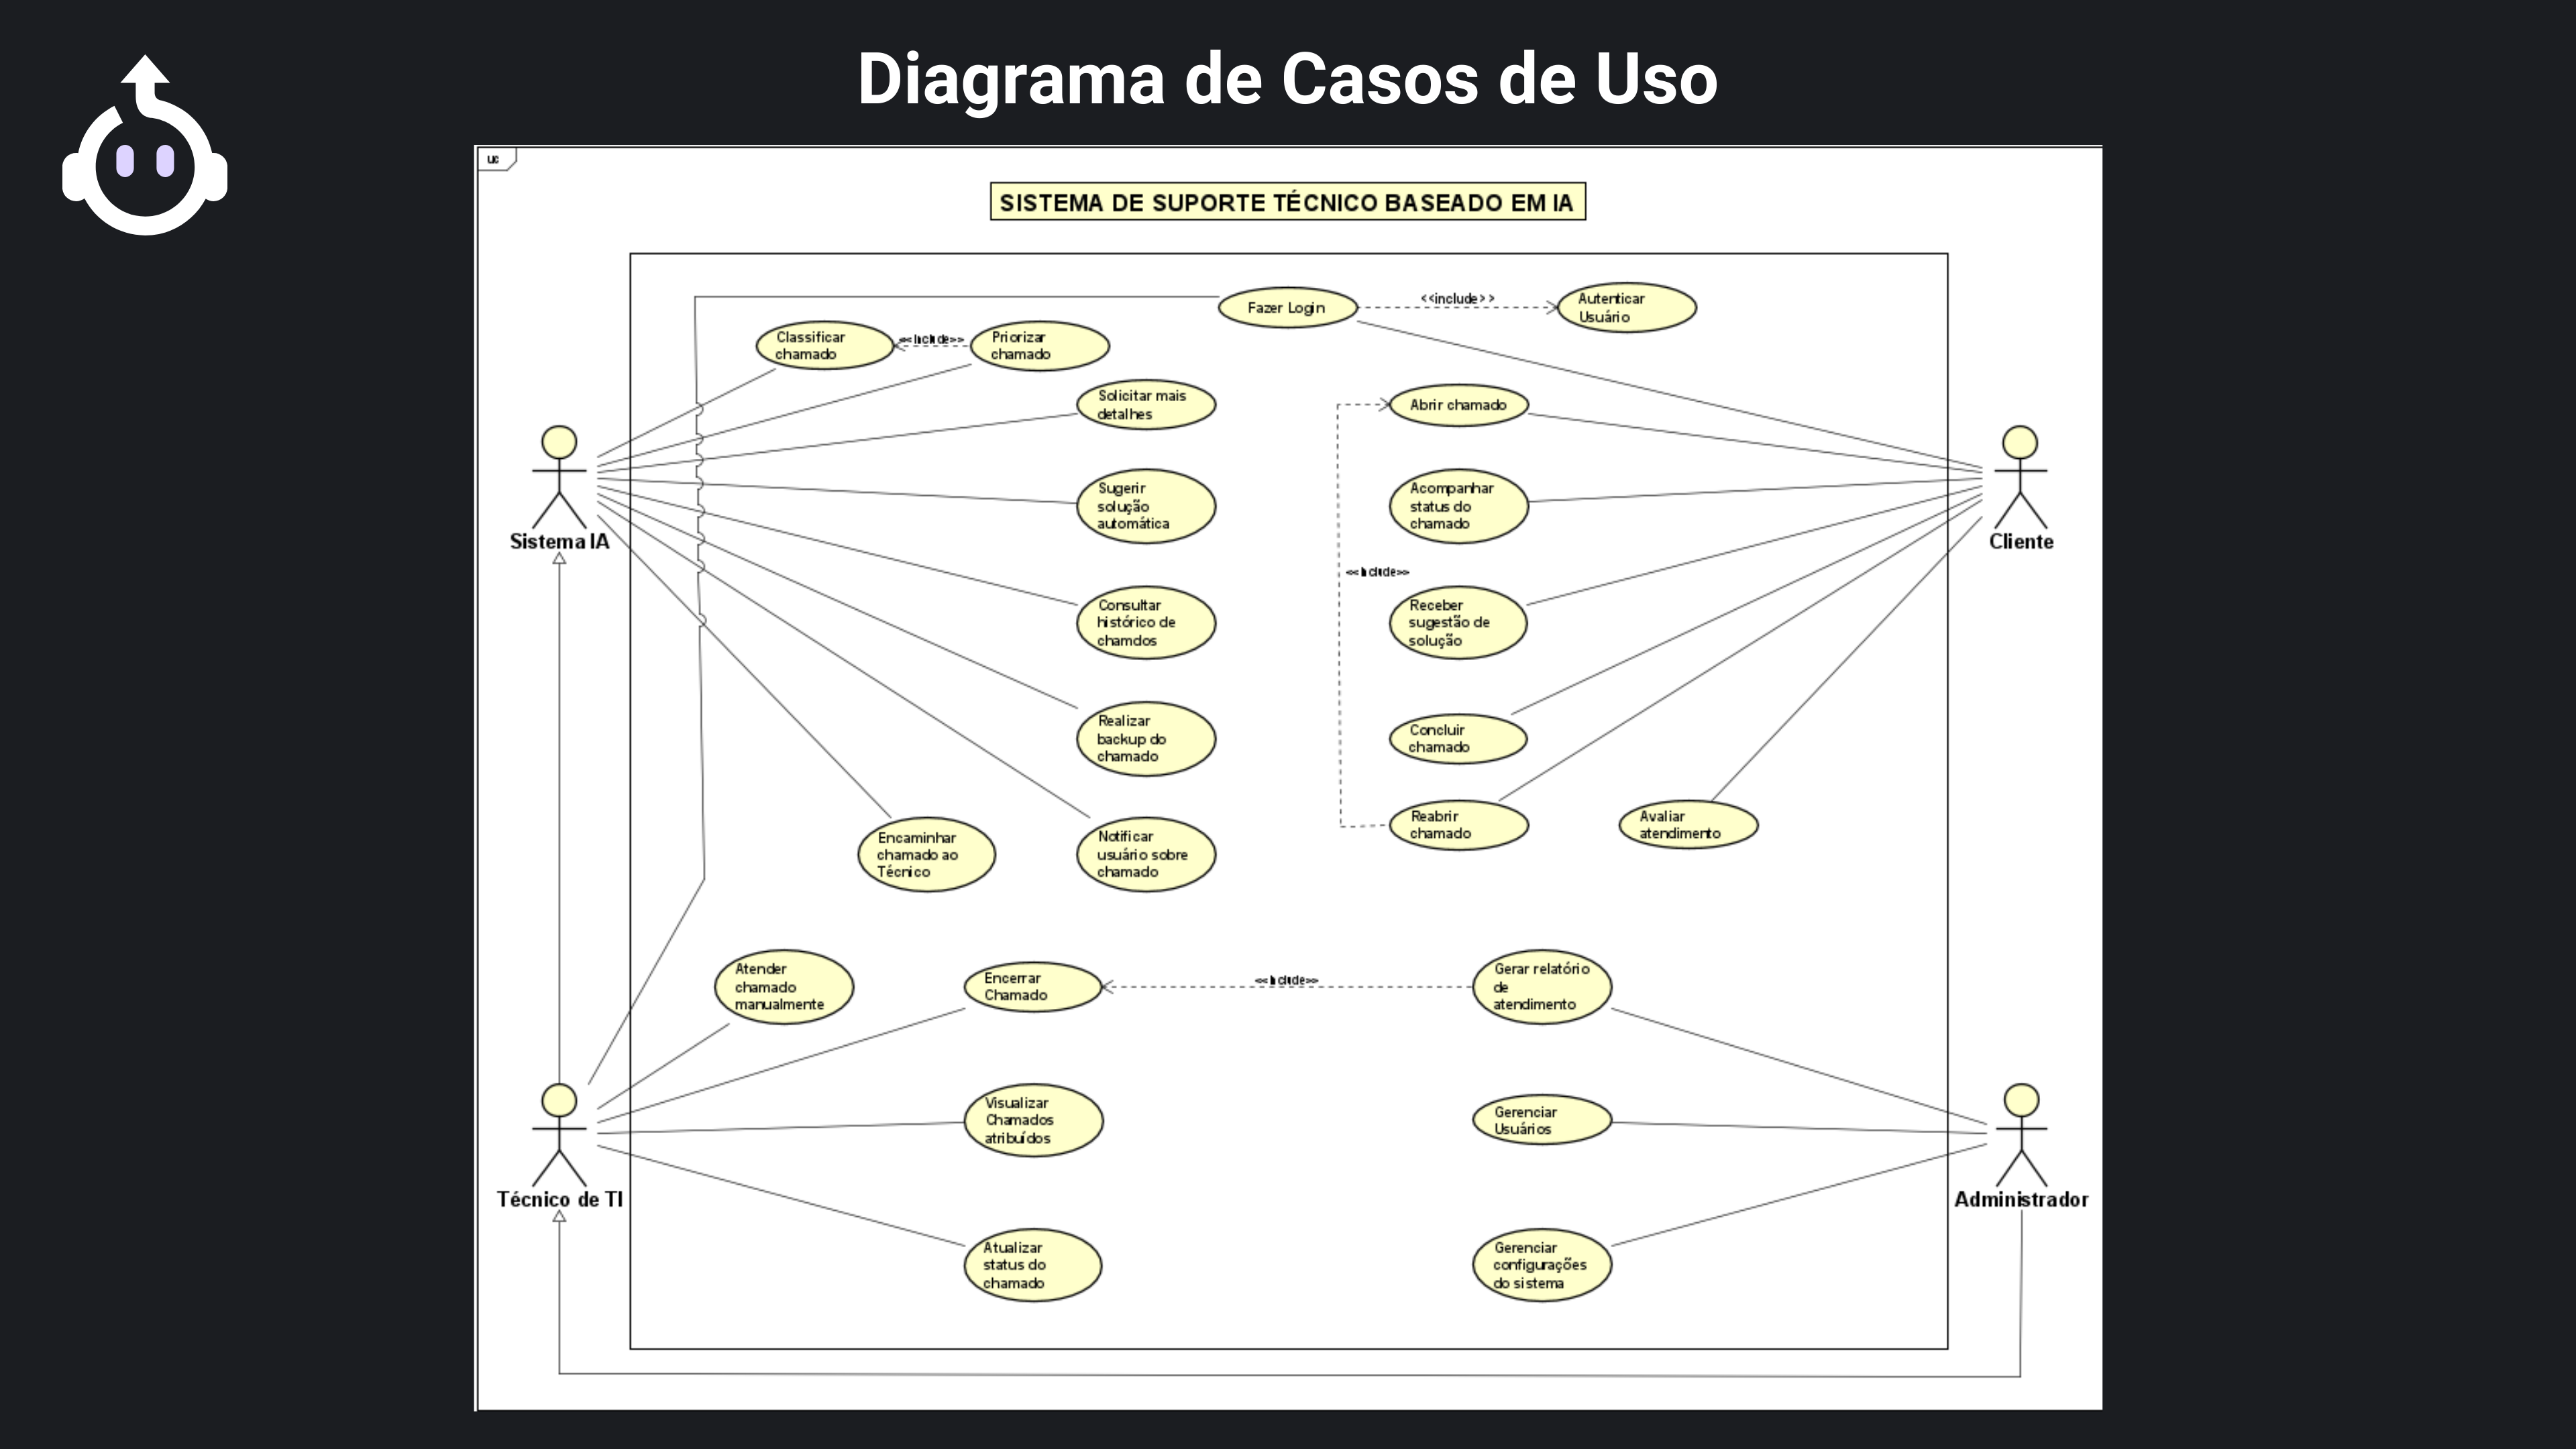 Diagrama de Casos de Uso
uc
SISTEMA DE SUPORTE TÉCNICO BASEADO EM IA
Fazer Login
<<include>>
Autenticar
Usuário
Classificar
chamado
<<Include>>
Priorizar
chamado
Solicitar mais
detalhes
Abrir chamado
Sistema IA
Sugerir
solução
automática
Acompanhar
status do
chamado
Cliente
<<Include>>
Consultar
histórico de
chamdos
Receber
sugestão de
solução
Realizar
backup do
chamado
Concluir
chamado
Encaminhar
chamado ao
Técnico
Notificar
usuário sobre
chamado
Reabrir
chamado
Avaliar
atendimento
Atender
chamado
manualmente
Encerrar
Chamado
<<Include>>
Gerar relatório
de
atendimento
Técnico de TI
Visualizar
Chamados
atribuídos
Gerenciar
Usuários
Administrador
Atualizar
status do
chamado
Gerenciar
configurações
do sistema